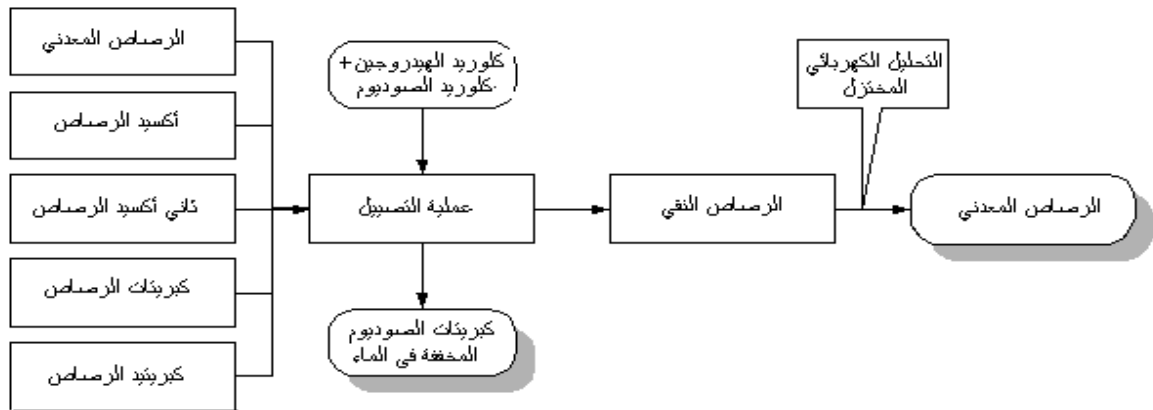 الرصاص المعدني
أكسيد الرصاص
ثاني أكسيد الرصاص
كبريتات الرصاص
كبريتيد الرصاص
كلوريد الهيدروجين+
كلوريد الصوديوم
عملية التصييل
كبريتات الصوديوم
المخففة في الماء
الرصاص النقي
التحليل الكهربائي
المختزل
الرصاص المعدني